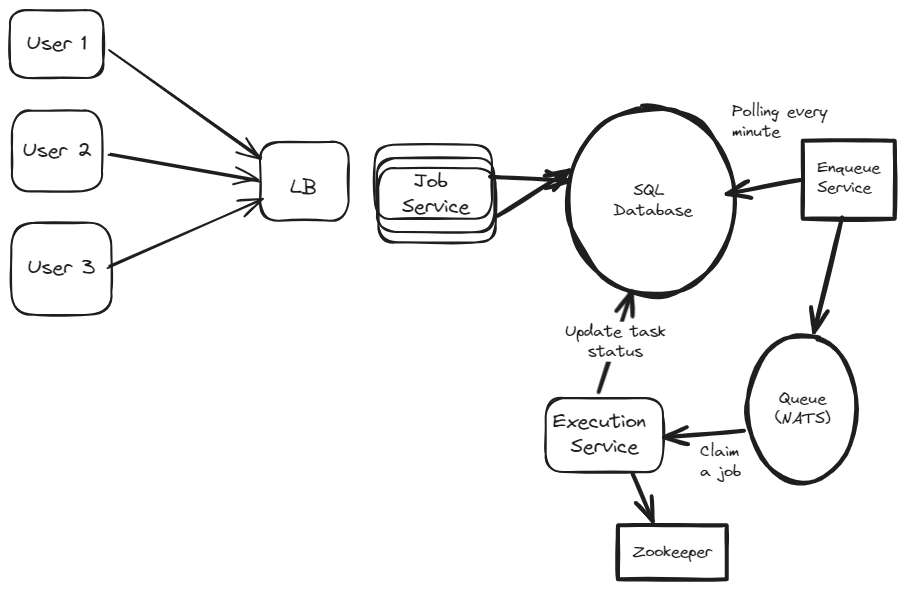 User 1
User 2
User 3
LB
Job
Service
SQL
Database
Polling every
minute
Enqueue
Service
Update task
status
Execution
Service
Claim
a job
Queue
(NATS)
Zookeeper